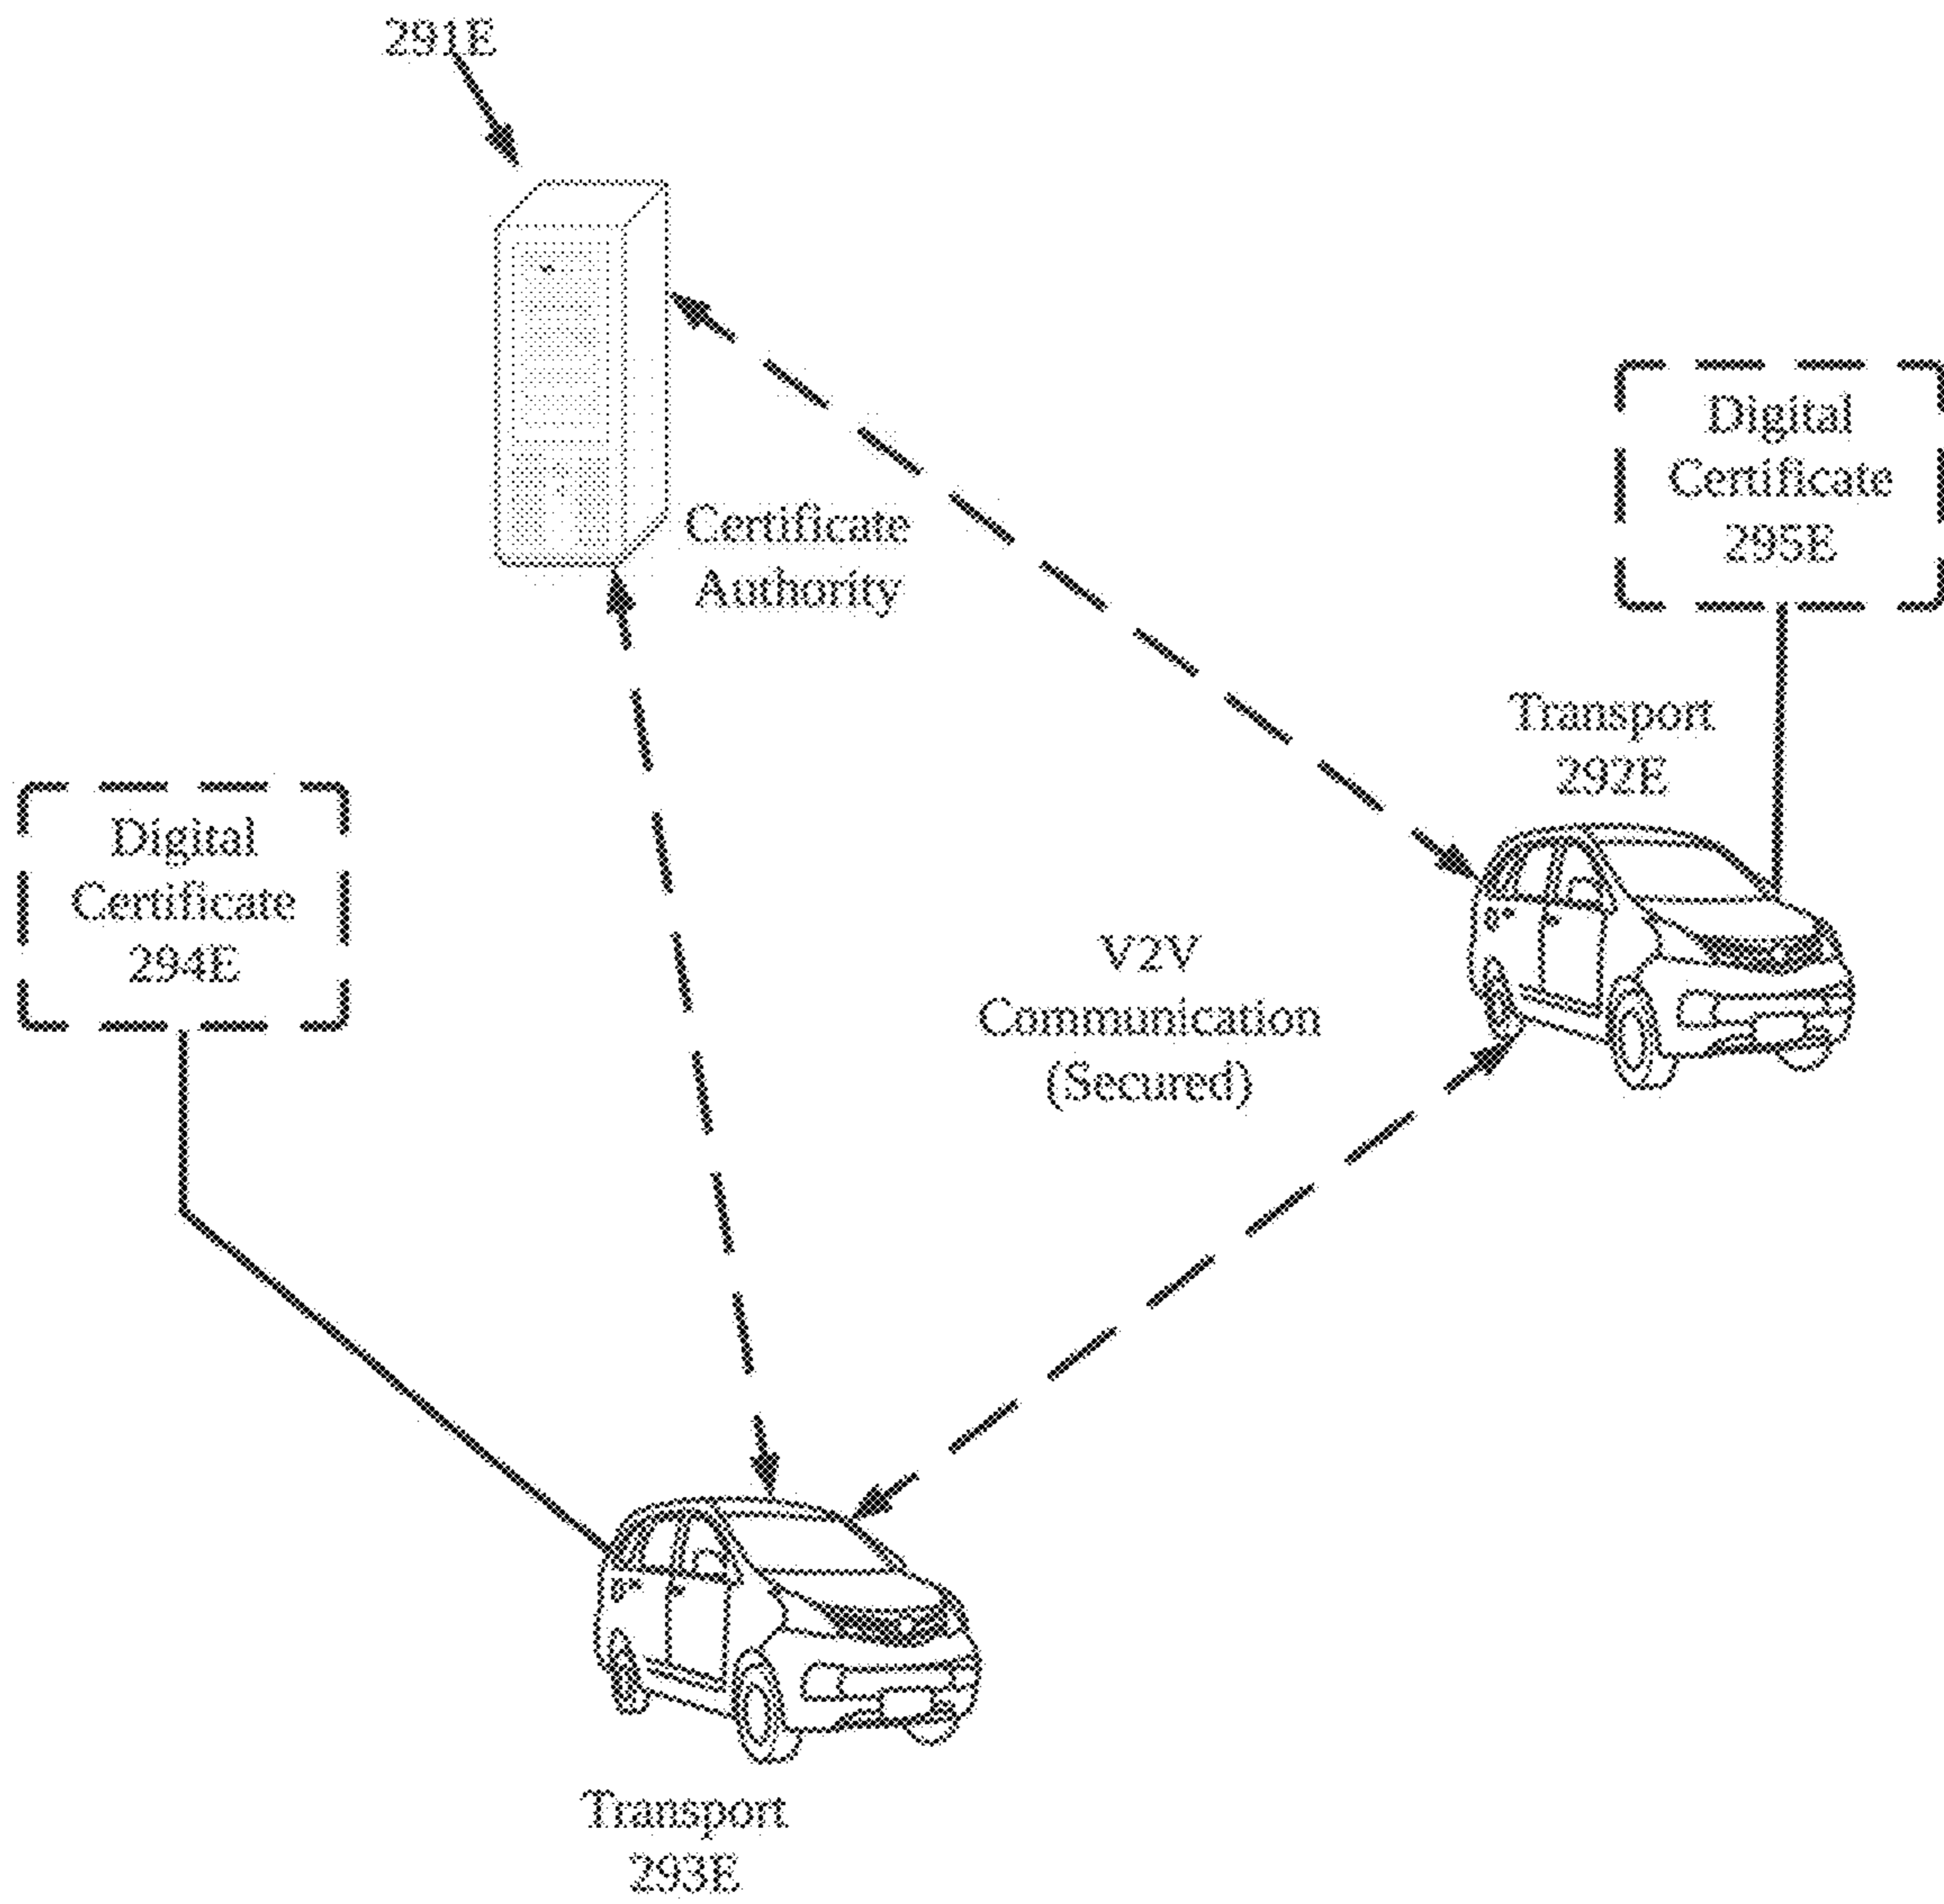 291E
Certificate
Authority
Digital
Certificate
295E
Transport
292E
Digital
Certificate
294E
V2V
Communication
(Secured)
Transport
293E